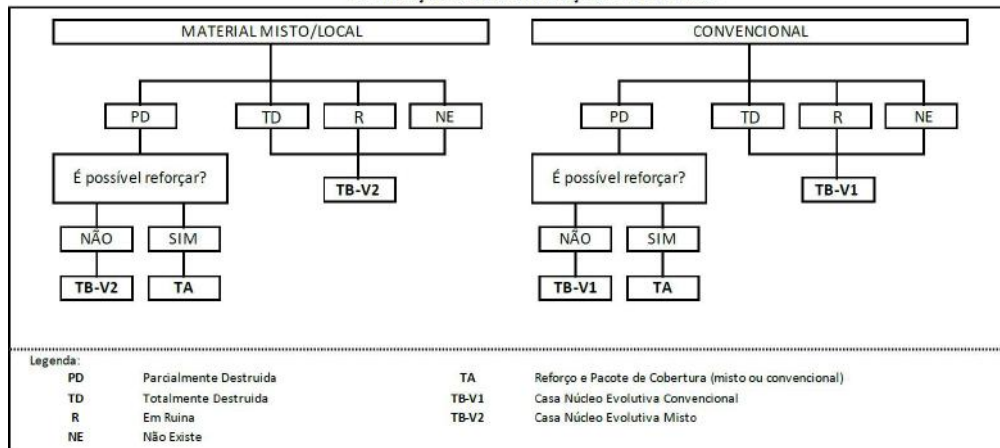 MATERIAL MISTO/LOCAL
PD TD R NE
É possível reforçar?
TB-V2
NÃO SIM
TB-V2 TA
CONVENCIONAL
PD TD R NE
É possível reforçar?
TB-V1
NÃO SIM
TB-V1 TA
Legenda:
PD Parcialmente Destruida
TD Totalmente Destruida
R Em Ruina
NE Não Existe
TA Reforço e Pacote de Cobertura (misto ou convencional)
TB-V1 Casa Núcleo Evolutiva Convencional
TB-V2 Casa Núcleo Evolutiva Misto